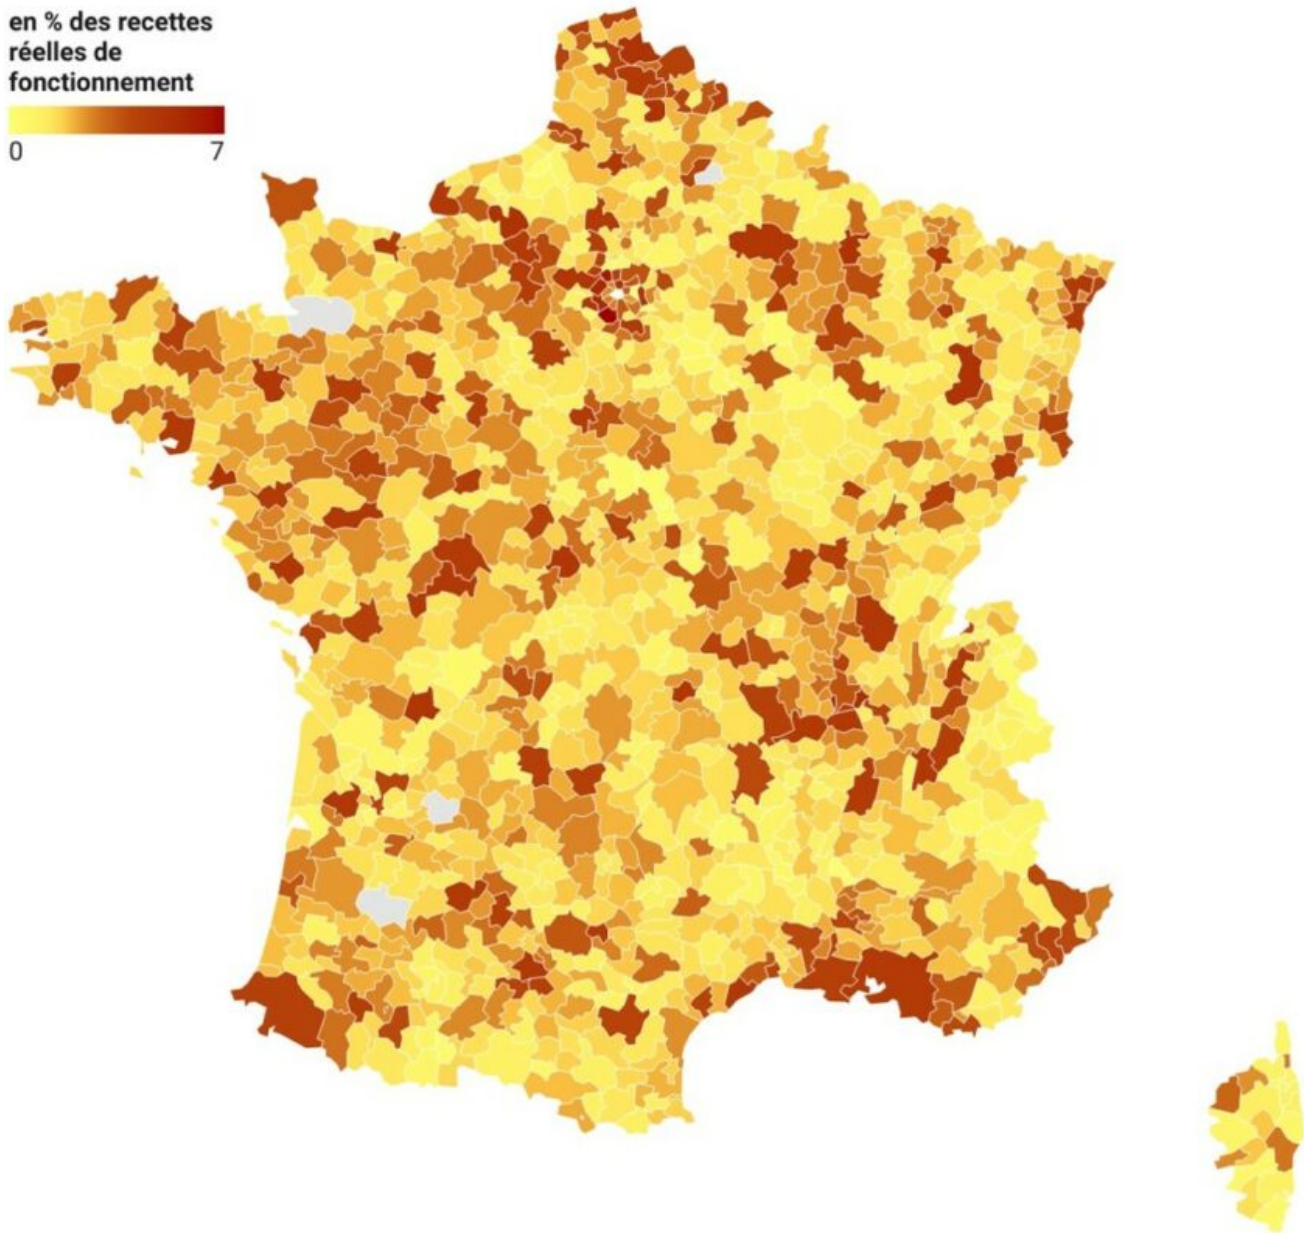 en % des recettes
réelles de
fonctionnement
0 7